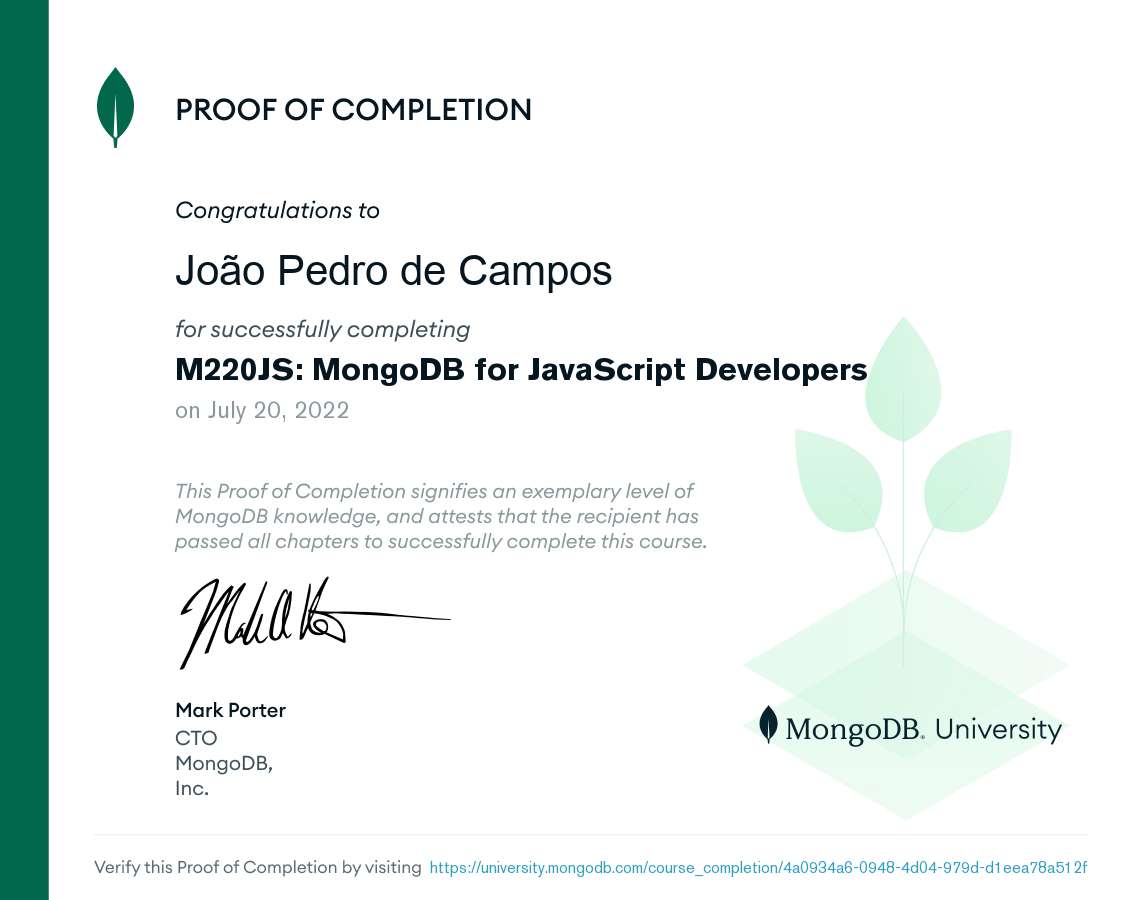 PROOF OF COMPLETION
Congratulations to
João Pedro de Campos
for successfully completing
M220JS: MongoDB for JavaScript Developers
on July 20, 2022
This Proof of Completion signifies an exemplary level of
MongoDB knowledge, and attests that the recipient has
passed all chapters to successfully complete this course.
Mark Porter
CTO
MongoDB,
Inc.
MongoDB. University
Verify this Proof of Completion by visiting https://university.mongodb.com/course_completion/4a0934a6-0948-4d04-979d-d1eea78a512f